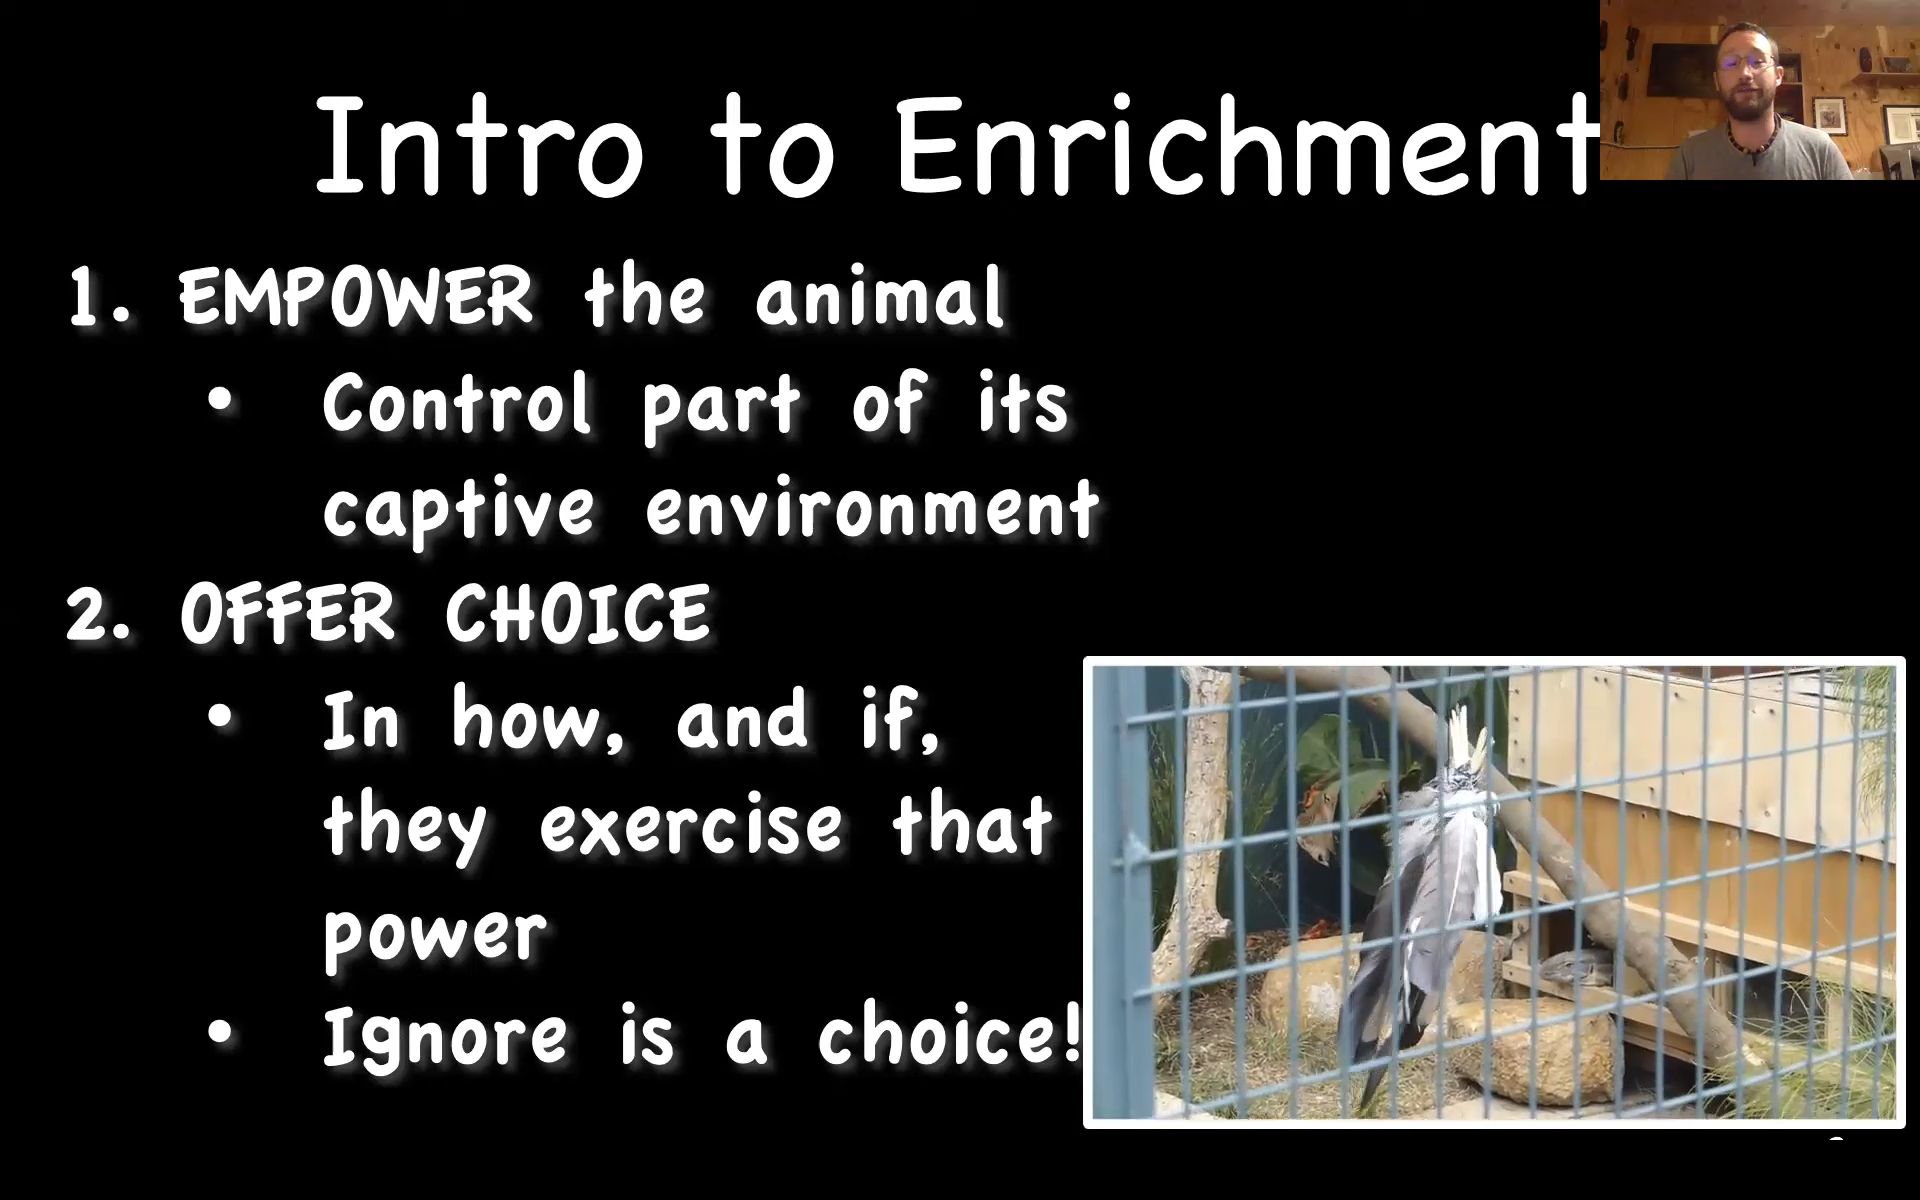 Intro to Enrichment
1. EMPOWER the animal
• Control part of its
captive environment
2. OFFER CHOICE
• In how, and if,
they exercise that
power
• Ignore is a choice!